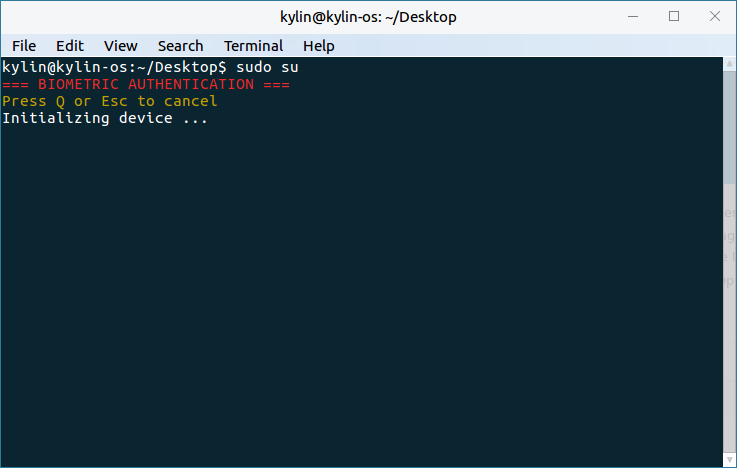 kylin@kylin-os: ~/Desktop
File Edit View Search Terminal Help
kylin@kylin-os:~/Desktop$ sudo su
=== BIOMETRIC AUTHENTICATION ===
Press Q or Esc to cancel
Initializing device ...